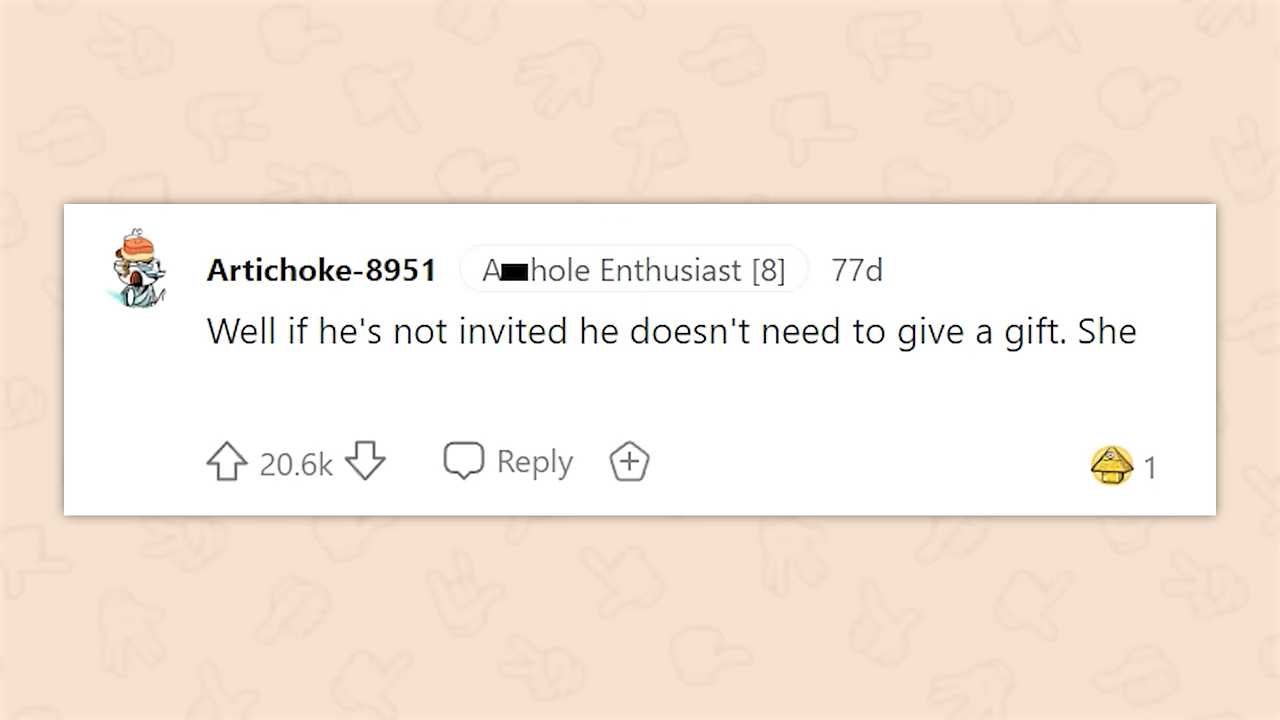 Artichoke-8951 A hole Enthusiast [8] 77d
Well if he's not invited he doesn't need to give a gift. She
20.6k Reply 1